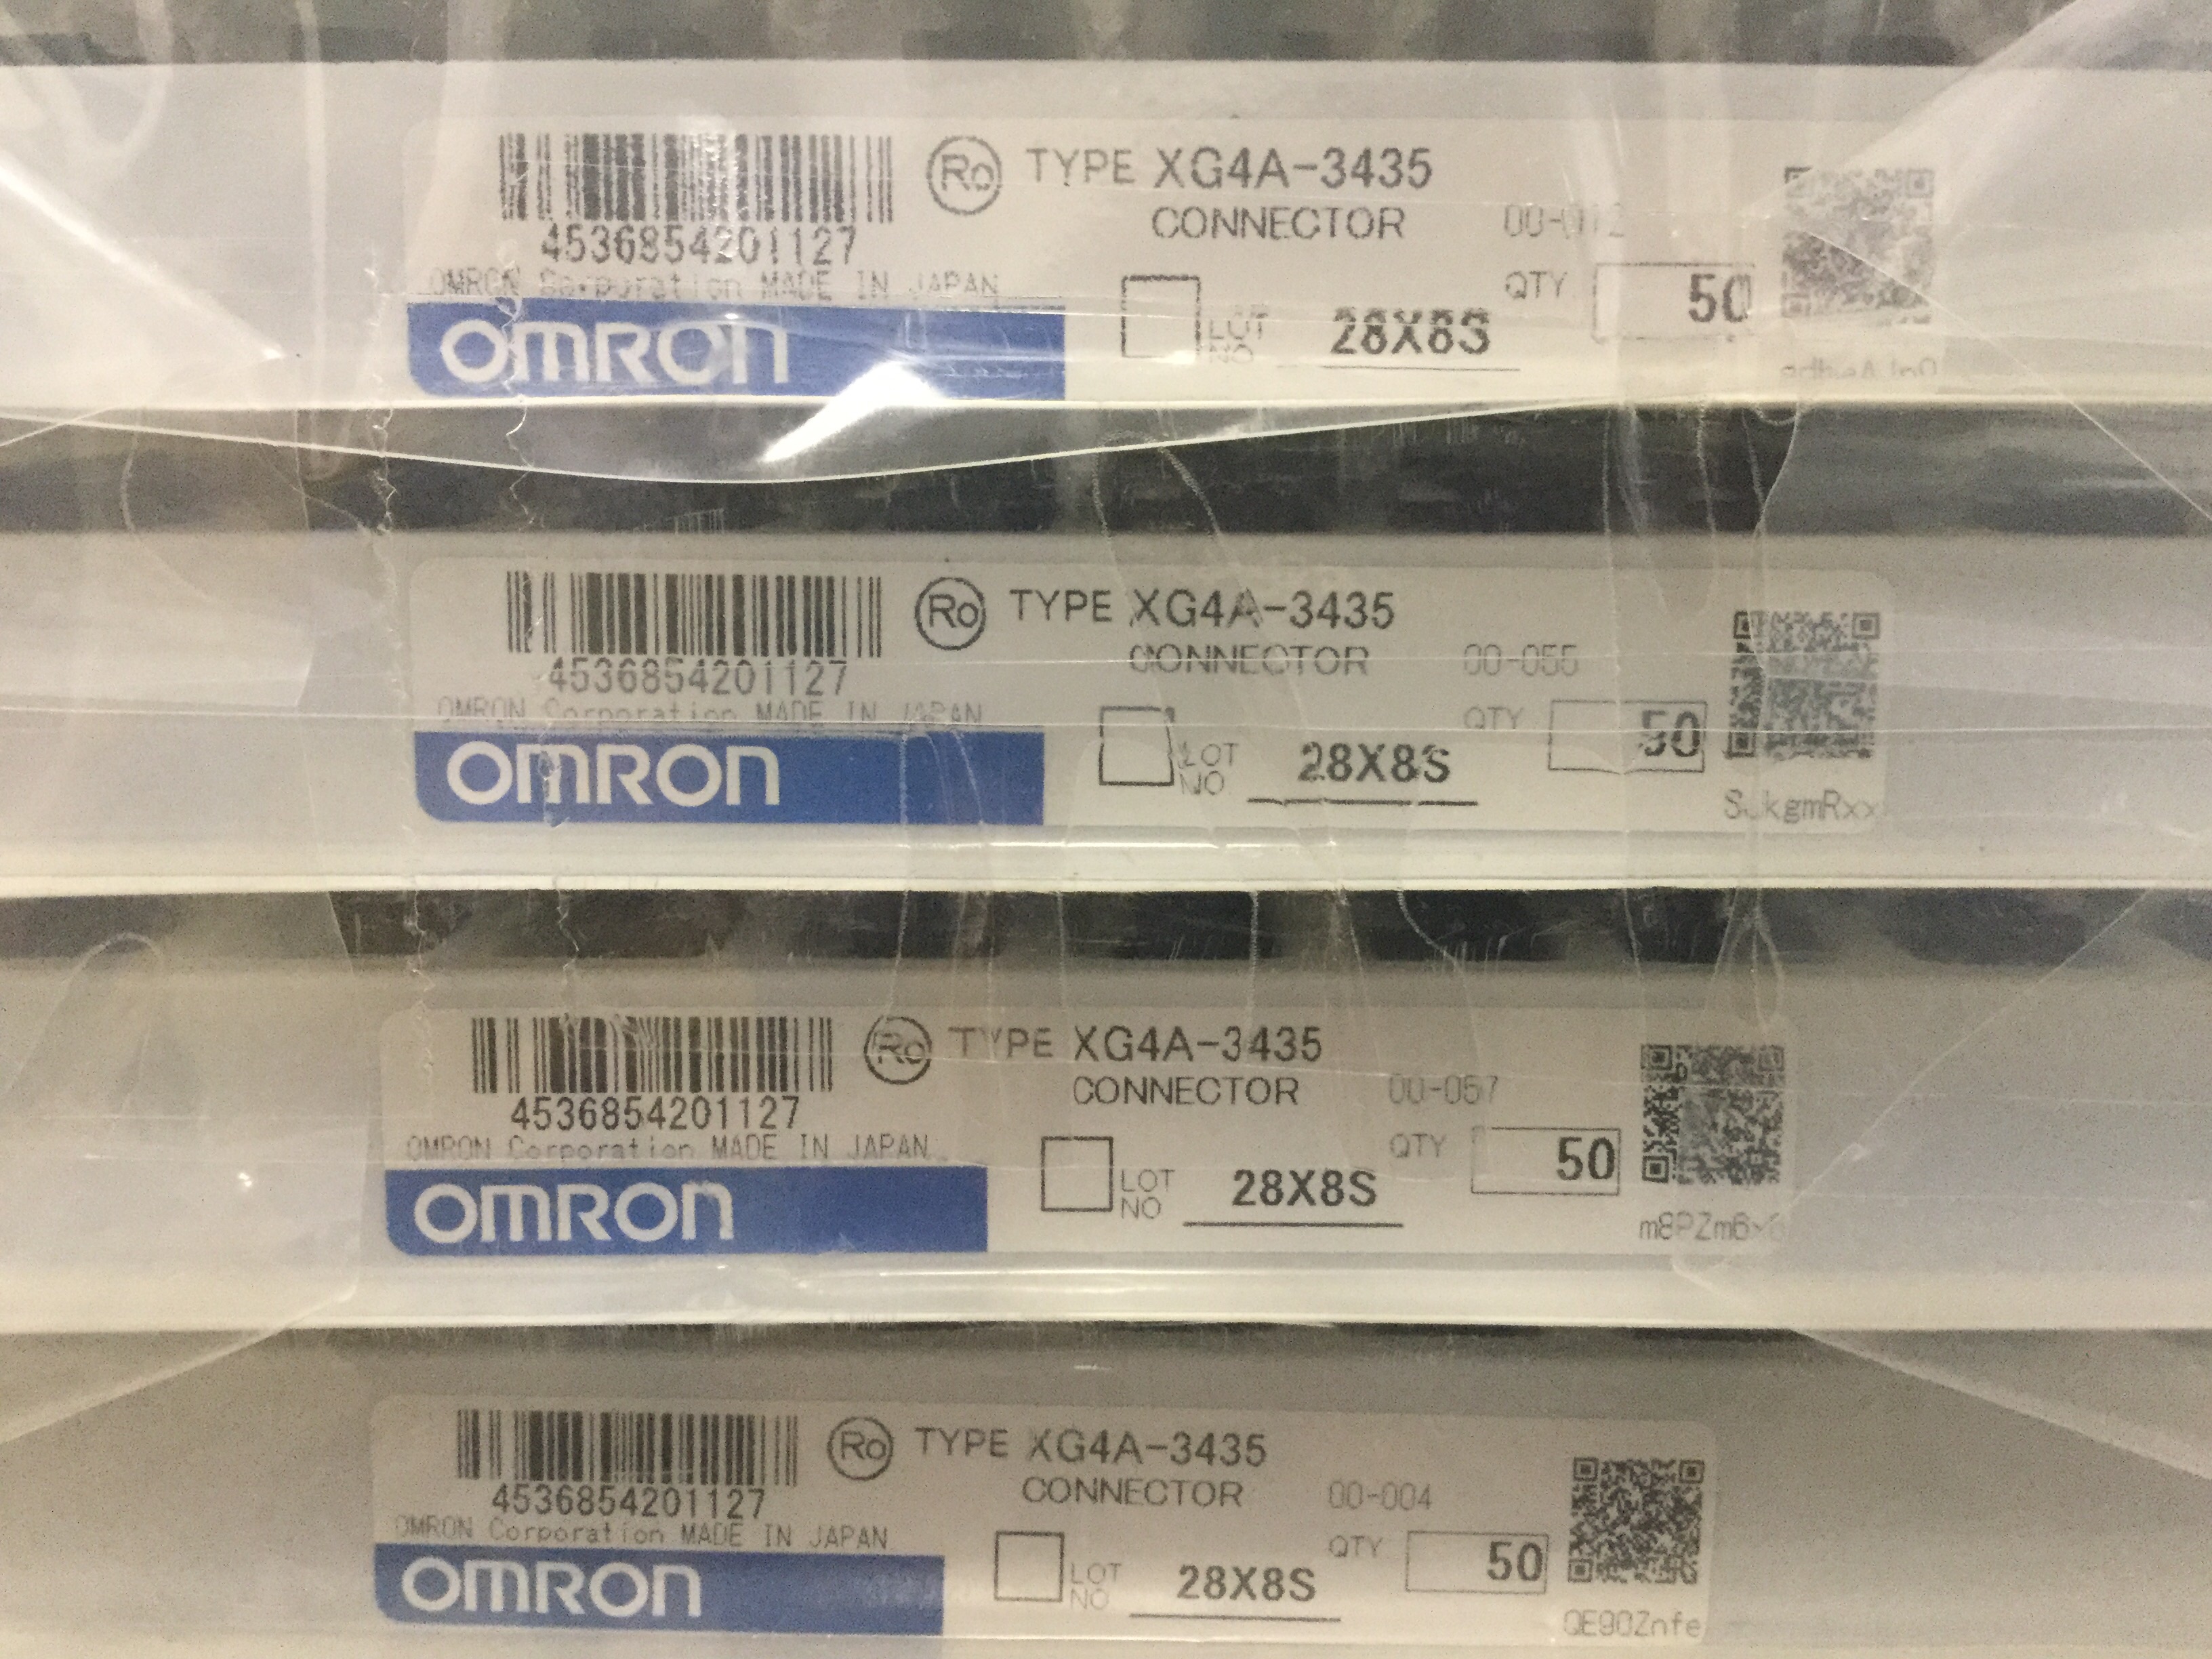 Ro TYPE XG4A-3435
4536854201127 CONNECTOR
OMRON Corporation MADE IN JAPAN QTY 50
OMRON LOT NO 28X8S
Ro TYPE XG4A-3435
4536854201127 CONNECTOR 00-055
OMRON Corporation MADE IN JAPAN QTY 50
OMRON LOT NO 28X8S
Ro TYPE XG4A-3435
4536854201127 CONNECTOR 00-057
OMRON Corporation MADE IN JAPAN QTY 50
OMRON LOT NO 28X8S
Ro TYPE XG4A-3435
4536854201127 CONNECTOR 00-004
OMRON Corporation MADE IN JAPAN QTY 50
OMRON LOT NO 28X8S
QE90Znfe